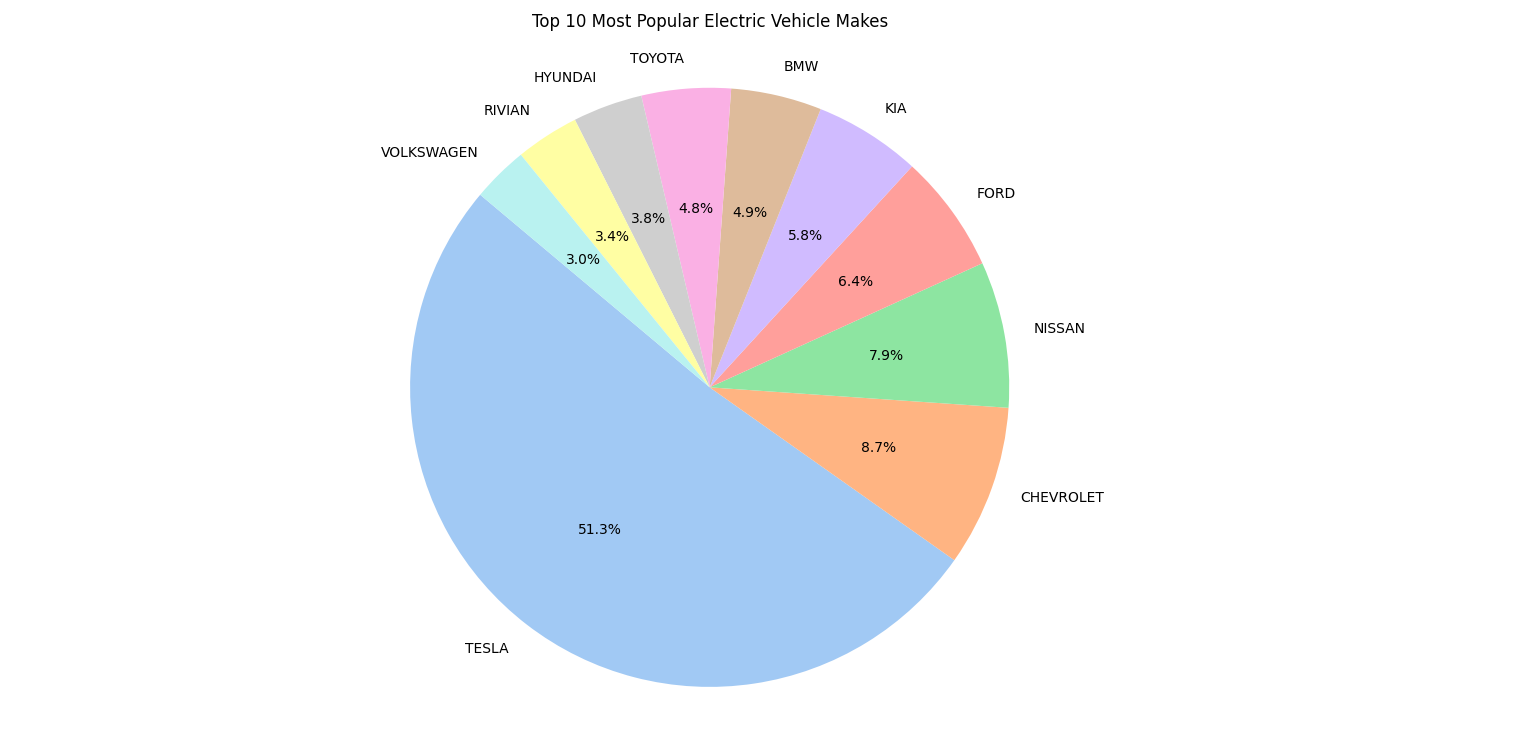 Top 10 Most Popular Electric Vehicle Makes
TOYOTA
BMW
HYUNDAI
KIA
RIVIAN
VOLKSWAGEN
FORD
4.8%
4.9%
3.8%
5.8%
3.4%
3.0%
6.4%
NISSAN
7.9%
8.7%
CHEVROLET
51.3%
TESLA